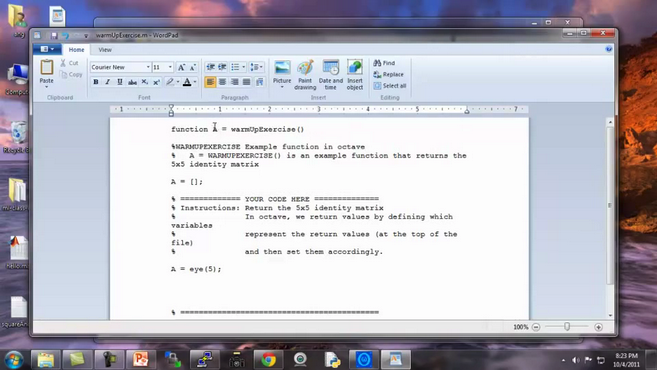 warmUpExercise.m - WordPad
Home View
Paste
Cut
Copy
Clipboard
Courier New 11
Font
Paragraph
Picture
Paint drawing
Date and time
Insert object
Insert
Find
Replace
Select all
Editing
function A = warmUpExercise()
%WARMUPEXERCISE Example function in octave
% A = WARMUPEXERCISE() is an example function that returns the
5x5 identity matrix
A = [];
% ============= YOUR CODE HERE ==============
% Instructions: Return the 5x5 identity matrix
% In octave, we return values by defining which
variables
% represent the return values (at the top of the
file)
% and then set them accordingly.
A = eye(5);
% ===========================================
100%
8:23 PM
10/4/2011